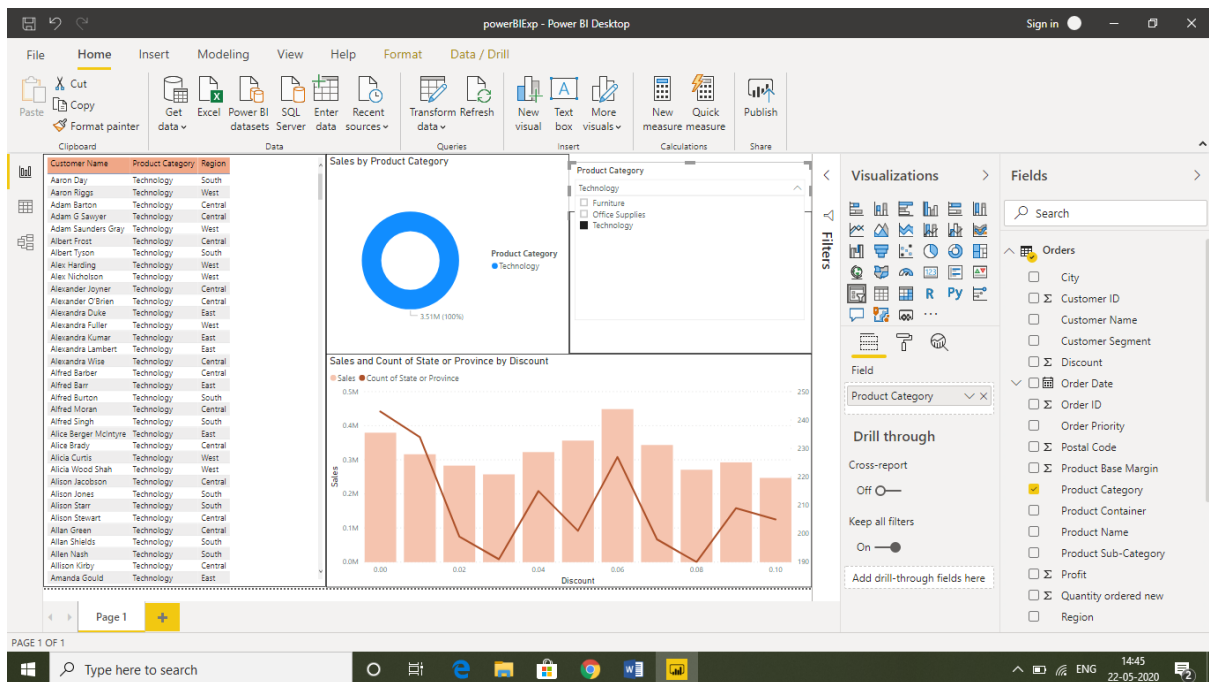 powerBIExp - Power BI Desktop
Sign in
File Home Insert Modeling View Help Format Data / Drill
Paste
Cut
Copy
Format painter
Clipboard
Get data
Excel
Power BI datasets
SQL Server
Enter data
Recent sources
Data
Transform data
Refresh
Queries
New visual
Text box
More visuals
Insert
New measure
Quick measure
Calculations
Publish
Share
Customer Name Product Category Region
Aaron Day Technology South
Aaron Riggs Technology West
Adam Barton Technology Central
Adam G Sawyer Technology Central
Adam Saunders Gray Technology West
Albert Frost Technology Central
Albert Tyson Technology South
Alex Harding Technology West
Alex Nicholson Technology West
Alexander Joyner Technology Central
Alexander O'Brien Technology Central
Alexandra Duke Technology East
Alexandra Fuller Technology West
Alexandra Kumar Technology East
Alexandra Lambert Technology East
Alexandra Wise Technology Central
Alfred Barber Technology Central
Alfred Barr Technology East
Alfred Burton Technology South
Alfred Moran Technology Central
Alfred Singh Technology South
Alice Berger McIntyre Technology East
Alice Brady Technology Central
Alicia Curtis Technology West
Alicia Wood Shah Technology West
Alison Jacobson Technology Central
Alison Jones Technology South
Alison Starr Technology South
Alison Stewart Technology Central
Allan Green Technology Central
Allan Shields Technology South
Allen Nash Technology South
Allison Kirby Technology Central
Amanda Gould Technology East
Sales by Product Category
Product Category
Technology
3.51M (100%)
Product Category
Technology
Furniture
Office Supplies
Technology
Sales and Count of State or Province by Discount
Sales Count of State or Province
0.5M
0.4M
0.3M
0.2M
0.1M
0.0M
Sales
250
240
230
220
210
200
190
0.00 0.02 0.04 0.06 0.08 0.10
Discount
Filters
Visualizations
123
R Py
Field
Product Category
Drill through
Cross-report
Off
Keep all filters
On
Add drill-through fields here
Fields
Search
Orders
City
Σ Customer ID
Customer Name
Customer Segment
Σ Discount
Order Date
Σ Order ID
Order Priority
Σ Postal Code
Σ Product Base Margin
Product Category
Product Container
Product Name
Product Sub-Category
Σ Profit
Σ Quantity ordered new
Region
Page 1
PAGE 1 OF 1
Type here to search
ENG
14:45
22-05-2020
2